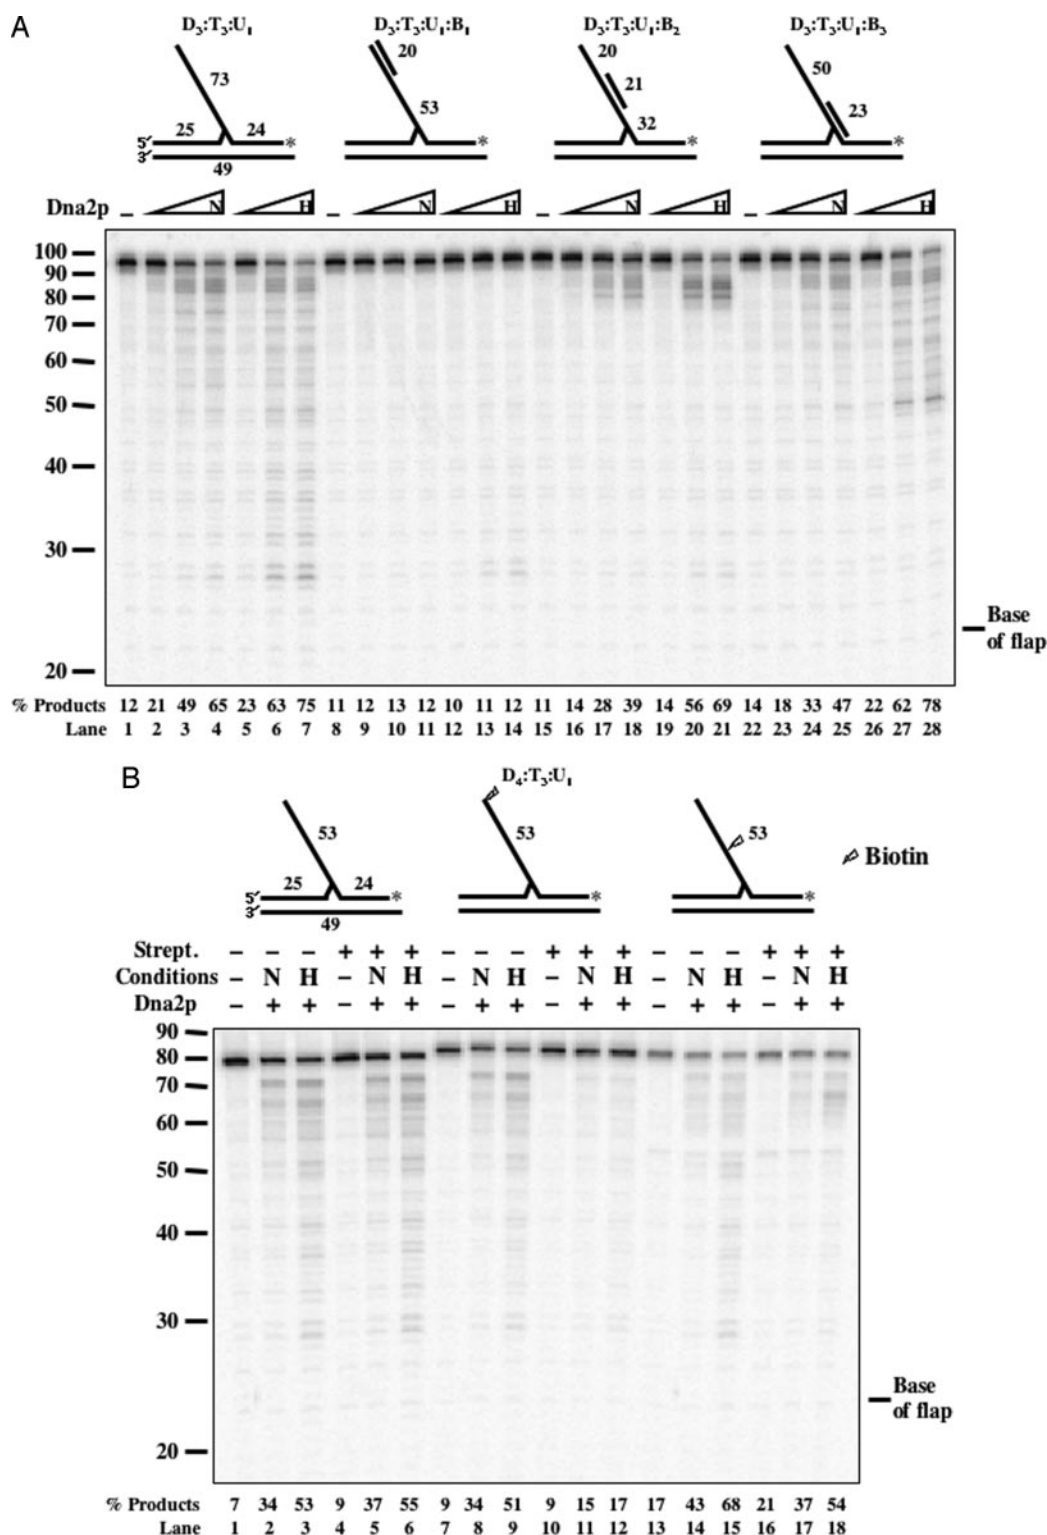 A
D₃:T₃:U₁ D₃:T₃:U₁:B₁ D₃:T₃:U₁:B₂ D₃:T₃:U₁:B₃
20 20 50
73 21 23
53 32
25 24
5′
3′
49
* * * *
Dna2p – N H – N H – N H – N H
100
90
80
70
60
50
40
30
20
Base
of flap
% Products 12 21 49 65 23 63 75 11 12 13 12 10 11 12 11 14 28 39 14 56 69 14 18 33 47 22 62 78
Lane 1 2 3 4 5 6 7 8 9 10 11 12 13 14 15 16 17 18 19 20 21 22 23 24 25 26 27 28
B
D₄:T₃:U₁
53 53 53
Biotin
25 24
5′
3′
49
* * *
Strept. – – – + + + – – – + + + – – – + + +
Conditions – N H – N H – N H – N H – N H – N H
Dna2p – + + – + + – + + – + + – + + – + +
90
80
70
60
50
40
30
20
Base
of flap
% Products 7 34 53 9 37 55 9 34 51 9 15 17 17 43 68 21 37 54
Lane 1 2 3 4 5 6 7 8 9 10 11 12 13 14 15 16 17 18